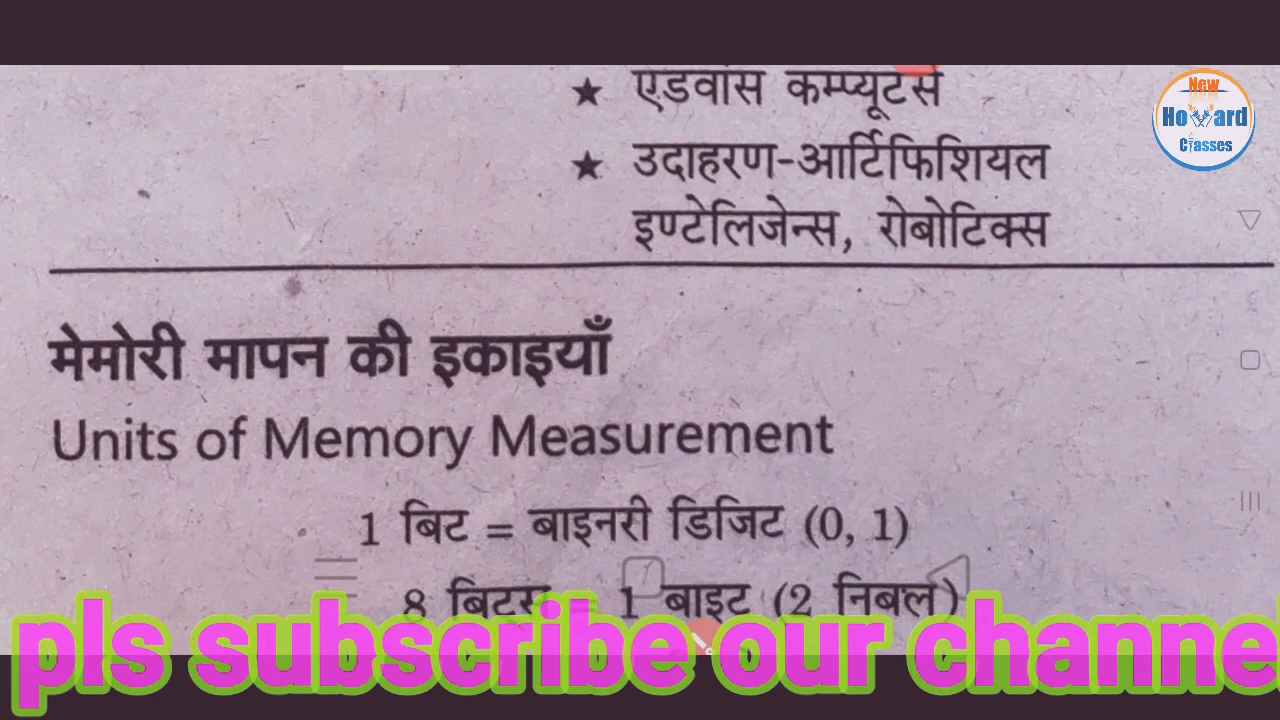 ★ एडवांस कम्प्यूटर्स
★ उदाहरण-आर्टिफिशियल
इण्टेलिजेन्स, रोबोटिक्स
New
Howard
Classes
मेमोरी मापन की इकाइयाँ
Units of Memory Measurement
1 बिट = बाइनरी डिजिट (0, 1)
8 बिट्स = 1 बाइट (2 निबल)
pls subscribe our channe